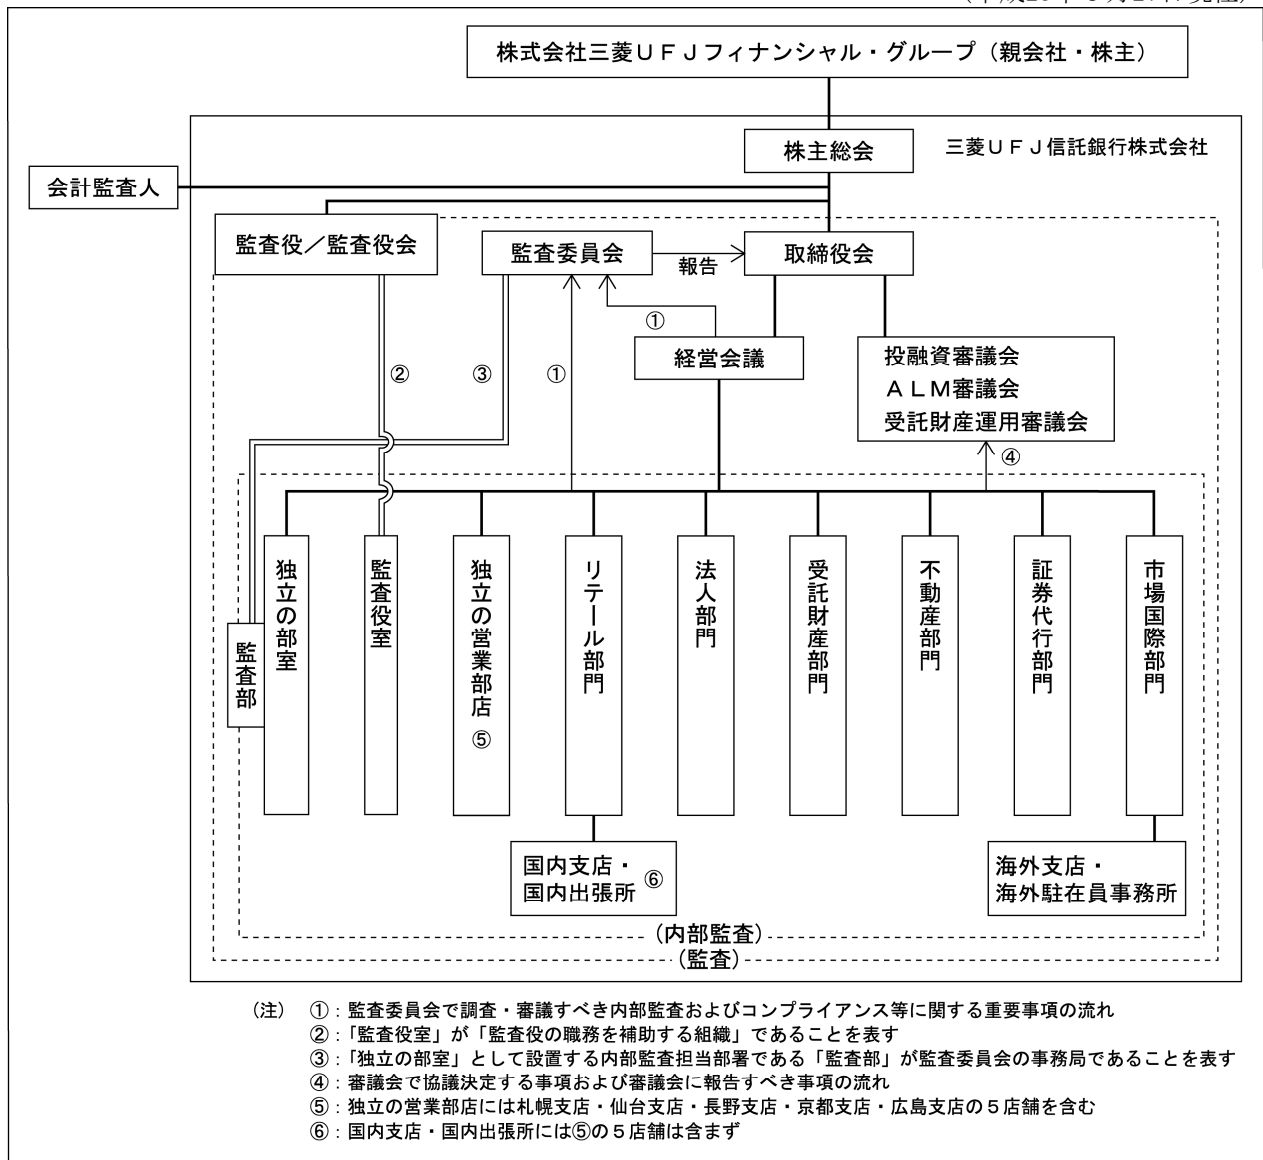 株式会社三菱ＵＦＪフィナンシャル・グループ（親会社・株主）
株主総会
三菱ＵＦＪ信託銀行株式会社
会計監査人
監査役／監査役会
監査委員会
報告
取締役会
①
経営会議
投融資審議会
ＡＬＭ審議会
受託財産運用審議会
②
③
①
④
独立の部室
監査役室
独立の営業部店
⑤
リテール部門
法人部門
受託財産部門
不動産部門
証券代行部門
市場国際部門
監査部
国内支店・
国内出張所
⑥
海外支店・
海外駐在員事務所
（内部監査）
（監査）
（注） ①：監査委員会で調査・審議すべき内部監査およびコンプライアンス等に関する重要事項の流れ
②：「監査役室」が「監査役の職務を補助する組織」であることを表す
③：「独立の部室」として設置する内部監査担当部署である「監査部」が監査委員会の事務局であることを表す
④：審議会で協議決定する事項および審議会に報告すべき事項の流れ
⑤：独立の営業部店には札幌支店・仙台支店・長野支店・京都支店・広島支店の５店舗を含む
⑥：国内支店・国内出張所には⑤の５店舗は含まず